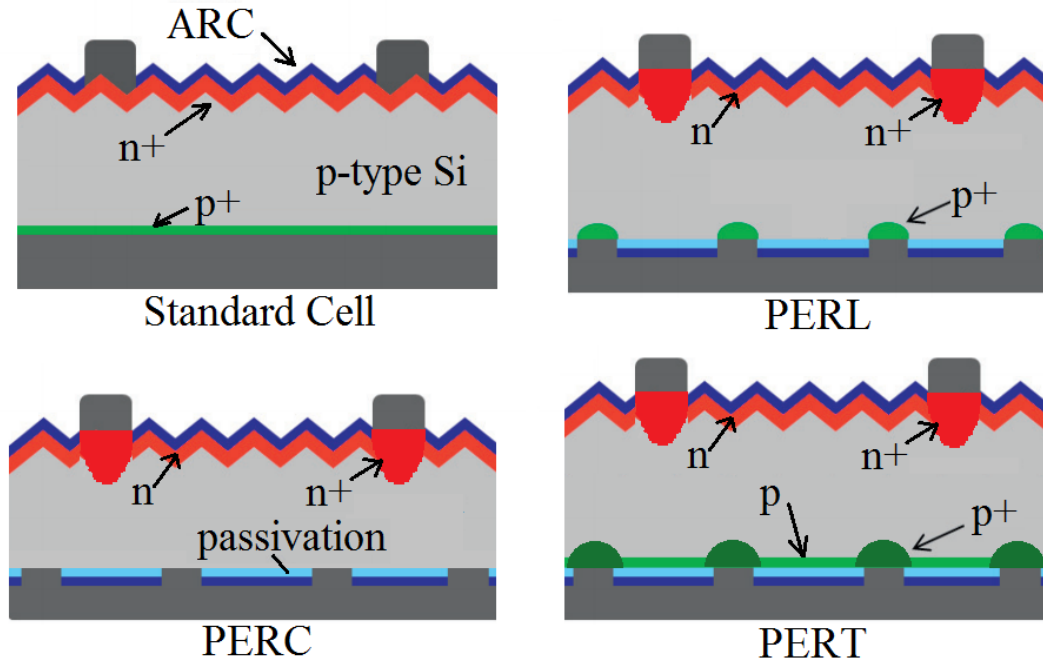 ARC
n+
p-type Si
p+
Standard Cell
n
n+
p+
PERL
n
n+
passivation
PERC
n
n+
p
p+
PERT